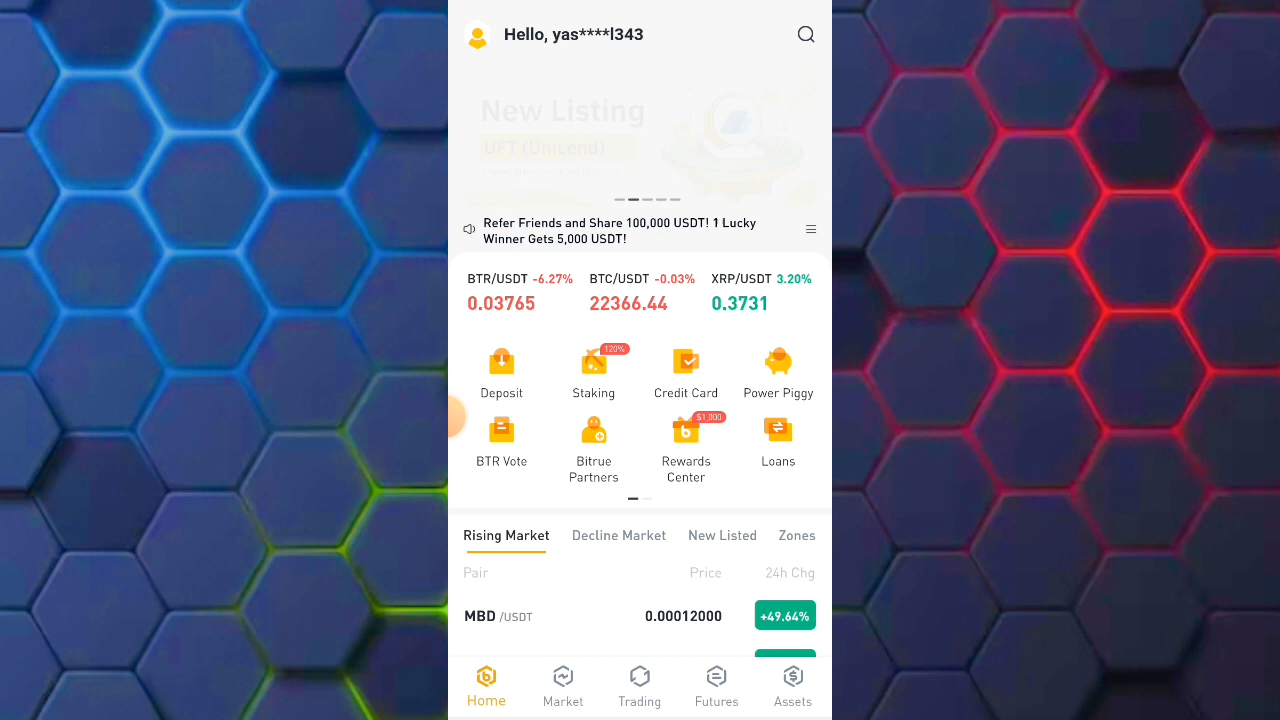 Hello, yas****l343
New Listing
UFT (Unilend)
Refer Friends and Share 100,000 USDT! 1 Lucky
Winner Gets 5,000 USDT!
BTR/USDT -6.27% BTC/USDT -0.03% XRP/USDT 3.20%
0.03765 22366.44 0.3731
120%
Deposit Staking Credit Card Power Piggy
$1,000
BTR Vote Bitrue Rewards Loans
Partners Center
Rising Market Decline Market New Listed Zones
Pair Price 24h Chg
MBD /USDT 0.00012000 +49.64%
Home Market Trading Futures Assets